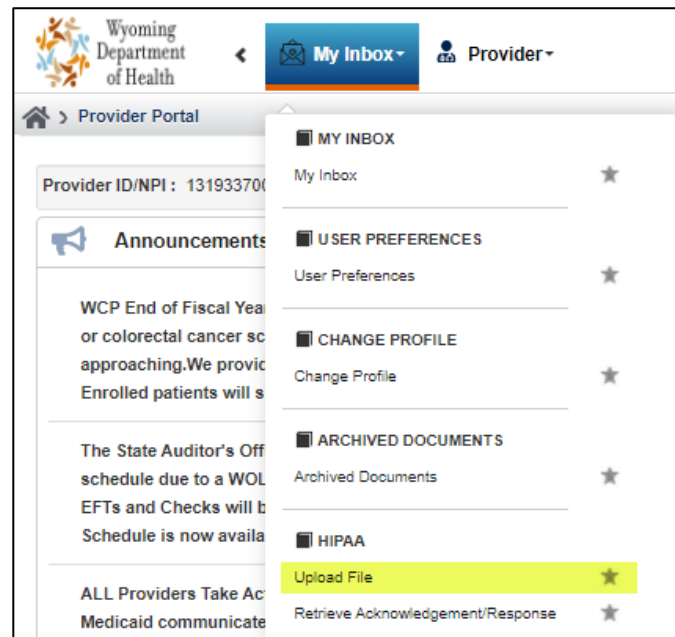 Wyoming
Department
of Health
My Inbox
Provider
Provider Portal
Provider ID/NPI : 131933700
Announcements
WCP End of Fiscal Yea
or colorectal cancer sc
approaching.We provid
Enrolled patients will s
The State Auditor's Off
schedule due to a WOL
EFTs and Checks will b
Schedule is now availa
ALL Providers Take Ac
Medicaid communicate
MY INBOX
My Inbox
USER PREFERENCES
User Preferences
CHANGE PROFILE
Change Profile
ARCHIVED DOCUMENTS
Archived Documents
HIPAA
Upload File
Retrieve Acknowledgement/Response